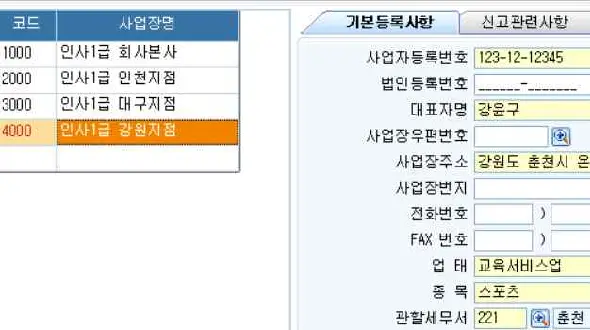 코드 사업장명
1000 인사1급 회사본사
2000 인사1급 인천지점
3000 인사1급 대구지점
4000 인사1급 강원지점
기본등록사항 신고관련사항
사업자등록번호 123-12-12345
법인등록번호 ______-_______
대표자명 강윤구
사업장우편번호
사업장주소 강원도 춘천시 온
사업장번지
전화번호 )
FAX 번호 )
업 태 교육서비스업
종 목 스포츠
관할세무서 221 춘천